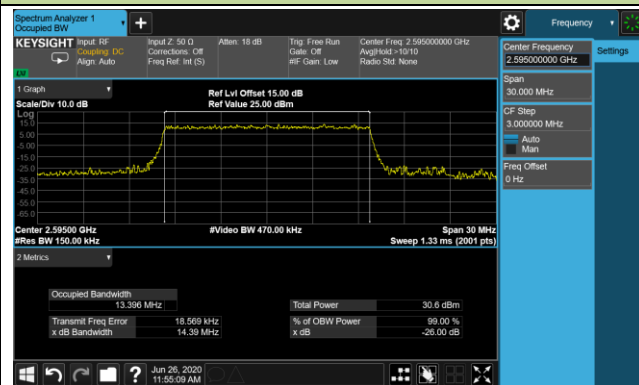 Spectrum Analyzer 1
Occupied BW
Frequency
KEYSIGHT
Input: RF
Coupling: DC
Align: Auto
Input Z: 50 Ω
Corrections: Off
Freq Ref: Int (S)
Atten: 18 dB
Trig: Free Run
Gate: Off
#IF Gain: Low
Center Freq: 2.595000000 GHz
Avg|Hold:>10/10
Radio Std: None
Center Frequency
2.595000000 GHz
Settings
Span
30.000 MHz
CF Step
3.000000 MHz
Auto
Man
Freq Offset
0 Hz
1 Graph
Scale/Div 10.0 dB
Ref Lvl Offset 15.00 dB
Ref Value 25.00 dBm
Log
15.0
5.00
-5.00
-15.0
-25.0
-35.0
-45.0
-55.0
-65.0
Center 2.59500 GHz
#Res BW 150.00 kHz
#Video BW 470.00 kHz
Span 30 MHz
Sweep 1.33 ms (2001 pts)
2 Metrics
Occupied Bandwidth
13.396 MHz
Total Power 30.6 dBm
Transmit Freq Error 18.569 kHz
% of OBW Power 99.00 %
x dB Bandwidth 14.39 MHz
x dB -26.00 dB
Jun 26, 2020
11:55:09 AM